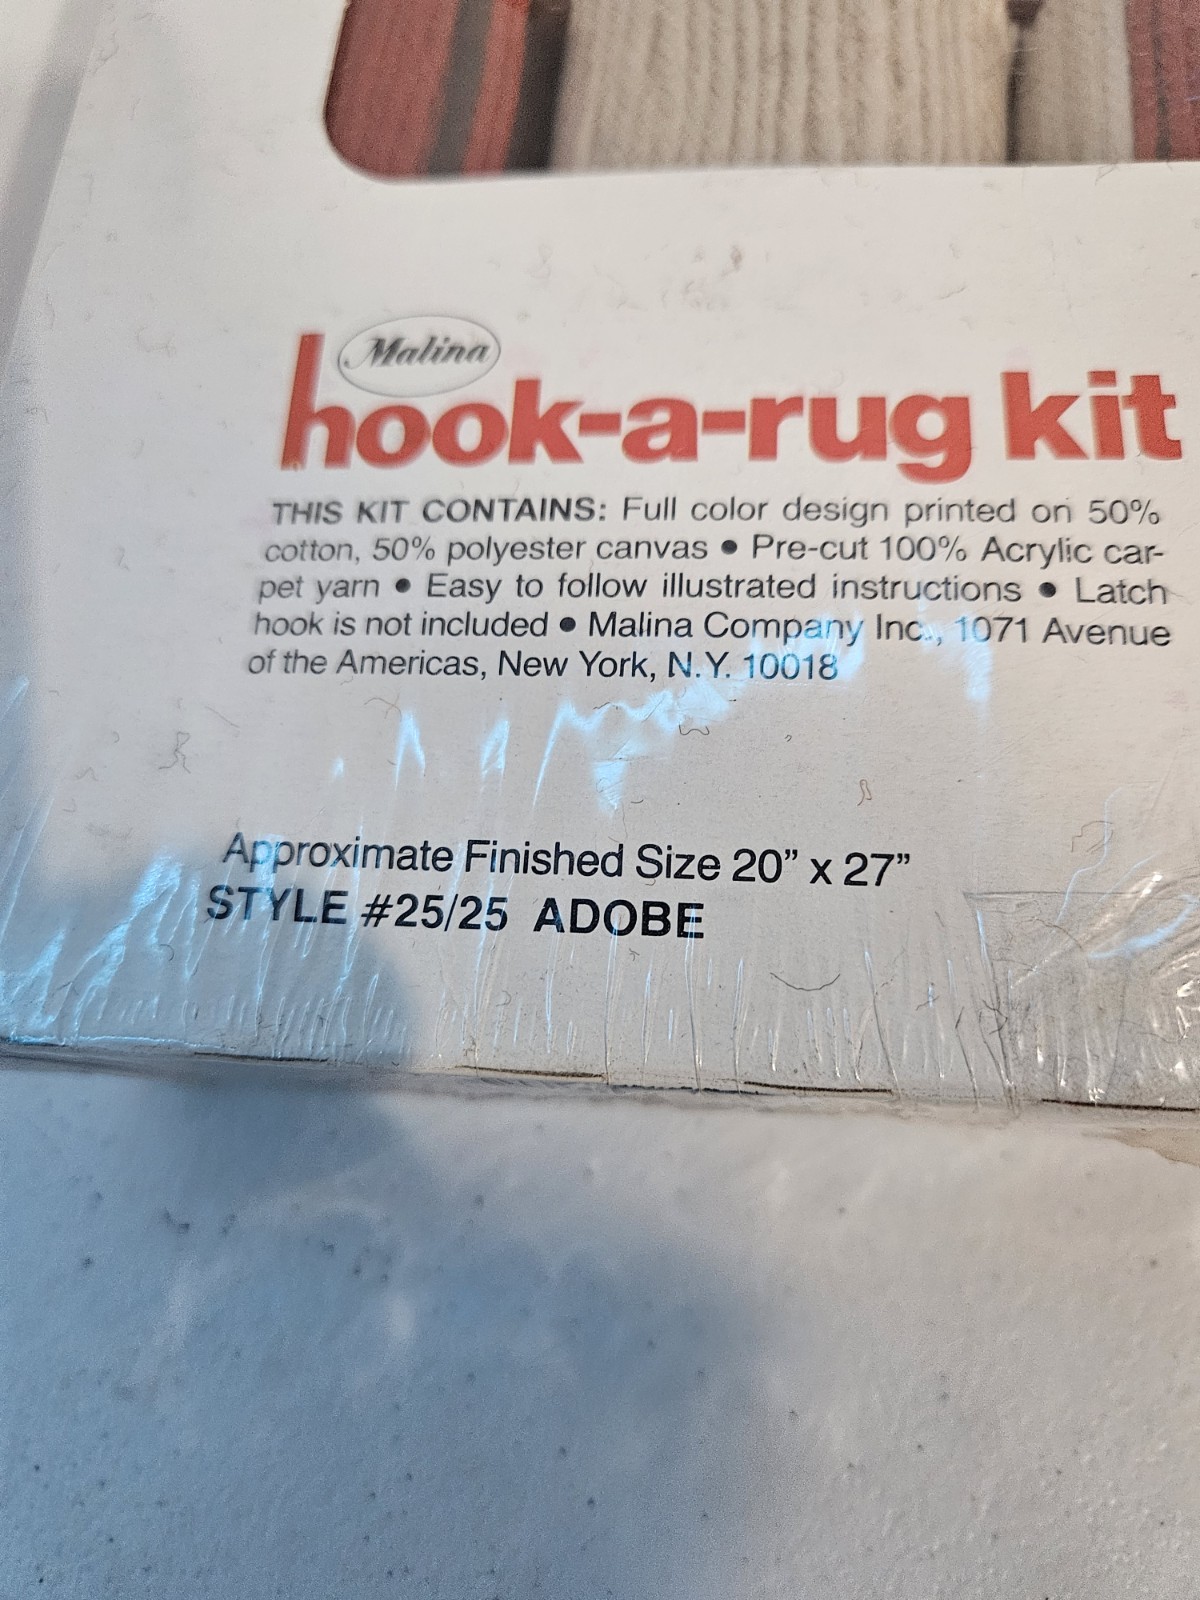 Malina
hook-a-rug kit
THIS KIT CONTAINS: Full color design printed on 50%
cotton, 50% polyester canvas • Pre-cut 100% Acrylic car-
pet yarn • Easy to follow illustrated instructions • Latch
hook is not included • Malina Company Inc., 1071 Avenue
of the Americas, New York, N.Y. 10018
Approximate Finished Size 20” x 27”
STYLE #25/25 ADOBE